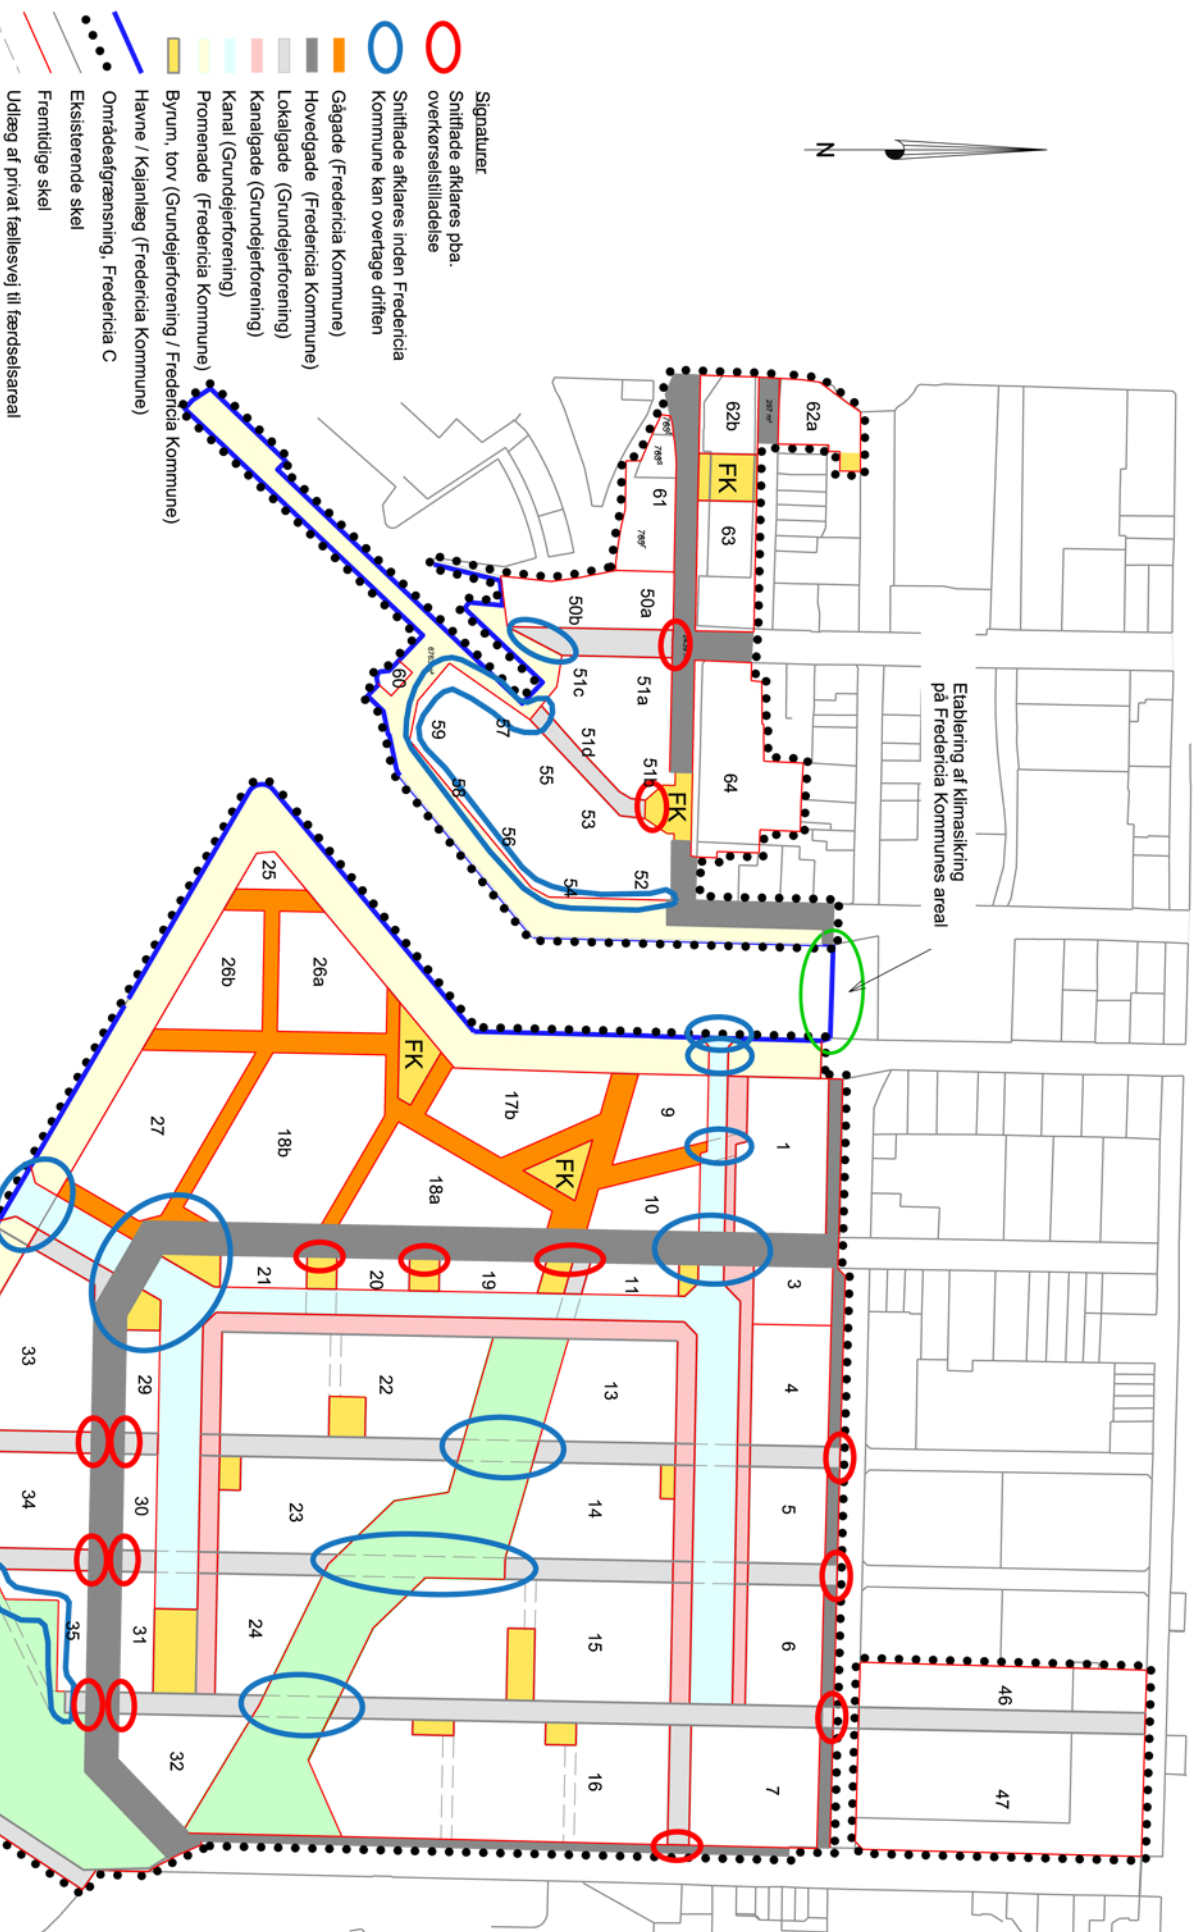 Signaturer
Snitflade afklares pba.
overkørselstilladelse
Snitflade afklares inden Fredericia
Kommune kan overtage driften
Gågade (Fredericia Kommune)
Hovedgade (Fredericia Kommune)
Lokalgade (Grundejerforening)
Kanalgade (Grundejerforening)
Kanal (Grundejerforening)
Promenade (Fredericia Kommune)
Byrum, torv (Grundejerforening / Fredericia Kommune)
Havne / Kajanlæg (Fredericia Kommune)
Områdeafgrænsning, Fredericia C
Eksisterende skel
Fremtidige skel
Udlæg af privat fællesvej til færdselsareal
N
Etablering af klimasikring
på Fredericia Kommunes areal
62a
297 m²
62b
FK
63
61
50a
50b
51a
51b
51c
51d
FK
64
52
53
54
55
56
57
58
59
60
25
26a
26b
27
FK
17b
18a
18b
FK
9
10
1
3
4
5
6
7
11
13
14
15
16
19
20
21
22
23
24
29
30
31
32
33
34
35
46
47